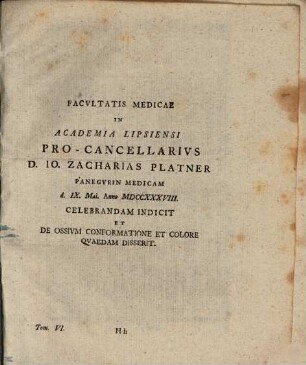 FACVLTATIS MEDICAE
IN
ACADEMIA LIPSIENSI
PRO-CANCELLARIVS
D. IO. ZACHARIAS PLATNER
PANEGYRIN MEDICAM
d. IX. Mai. Anno MDCCXXXVIII.
CELEBRANDAM INDICIT
ET
DE OSSIVM CONFORMATIONE ET COLORE
QVAEDAM DISSERIT.
Tom. VI. Hh